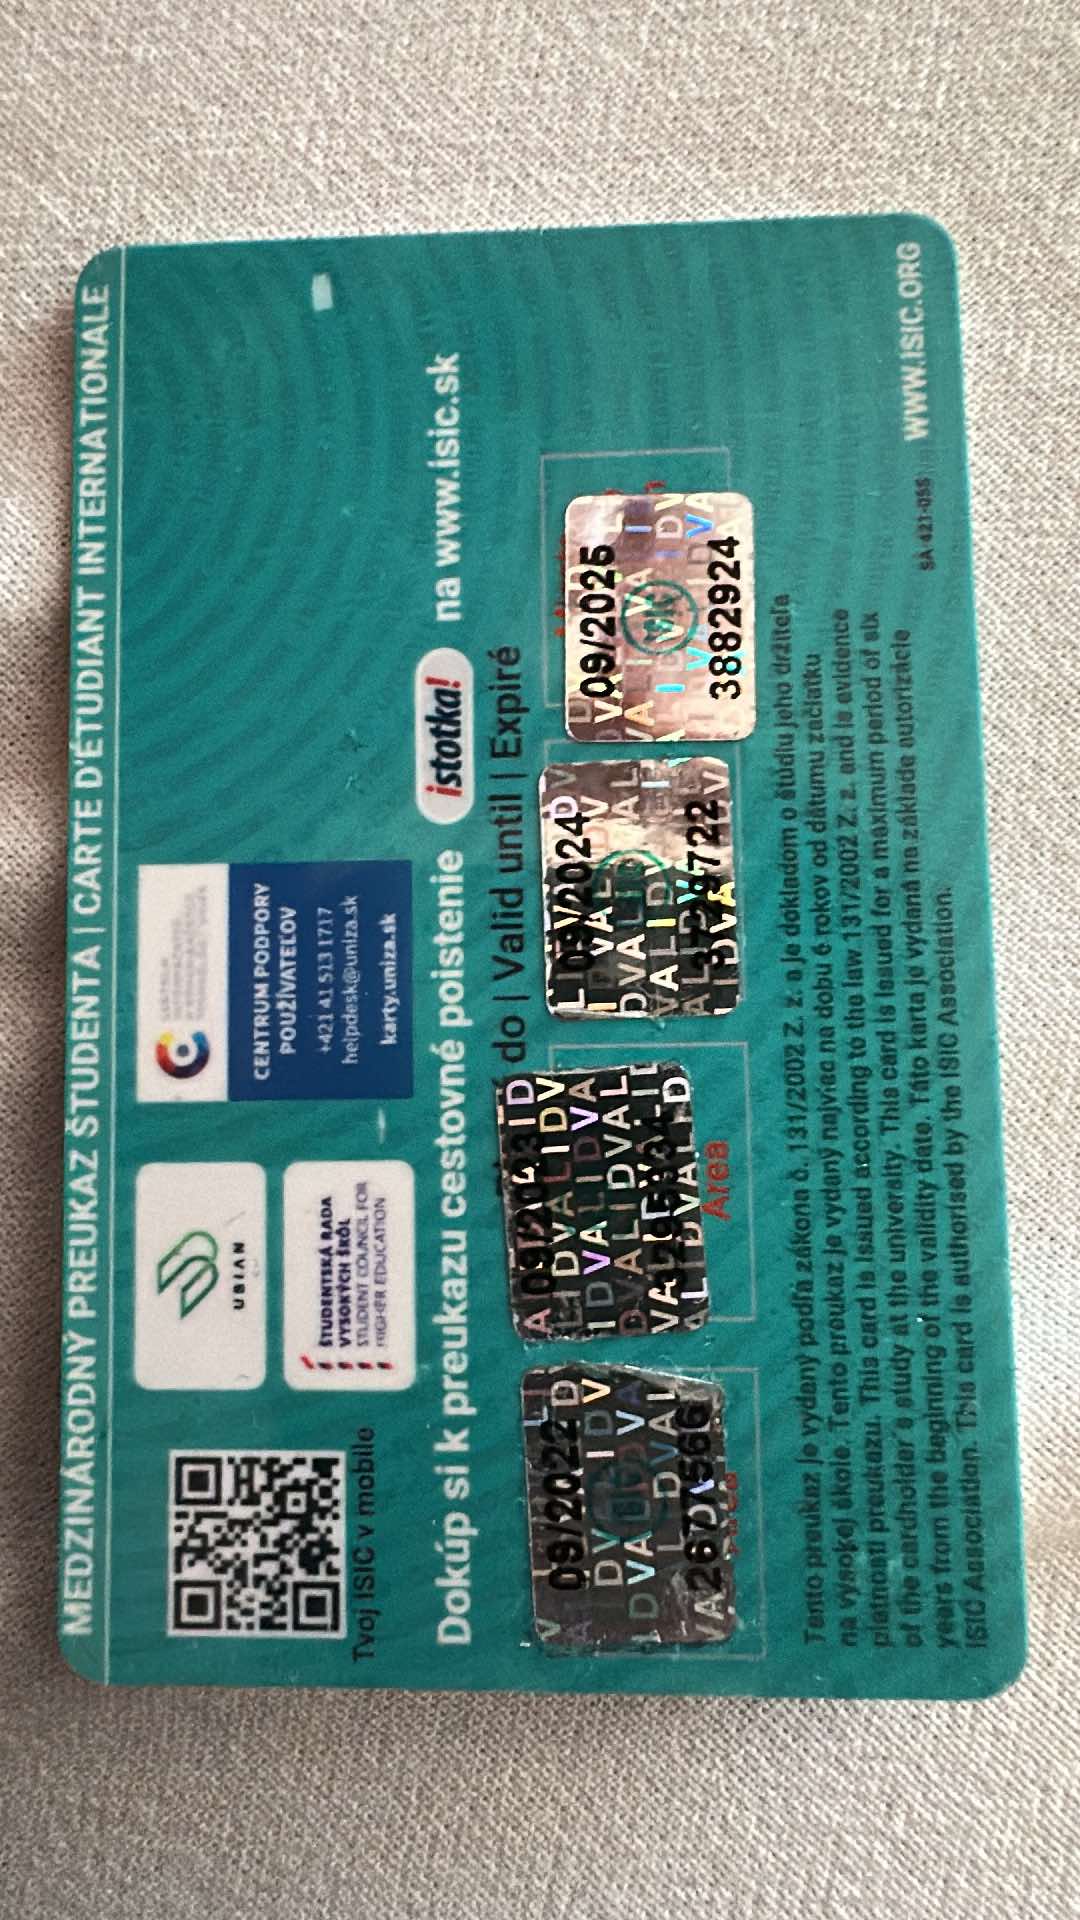 MEDZINÁRODNÝ PREUKAZ ŠTUDENTA | CARTE D'ÉTUDIANT INTERNATIONALE
Tvoj ISIC v mobile
UBIAN
ŠTUDENTSKÁ RADA
VYSOKÝCH ŠKÔL
STUDENT COUNCIL FOR
HIGHER EDUCATION
CENTRUM PODPORY
POUŽÍVATEĽOV
+421 41 513 1717
helpdesk@uniza.sk
karty.uniza.sk
Dokúp si k preukazu cestovné poistenie istotka! na www.isic.sk
do | Valid until | Expiré
09/2022
2677566
09/2023
Area
09/2024
3729722
09/2025
3882924
Tento preukaz je vydaný podľa zákona č. 131/2002 Z. z. a je dokladom o štúdiu jeho držiteľa
na vysokej škole. Tento preukaz je vydaný najviac na dobu 6 rokov od dátumu začiatku
platnosti preukazu. This card is issued according to the law 131/2002 Z. z. and is evidence
of the cardholder's study at the university. This card is issued for a maximum period of six
years from the beginning of the validity date. Táto karta je vydaná na základe autorizácie
ISIC Association. This card is authorised by the ISIC Association.
SA 421-055
WWW.ISIC.ORG